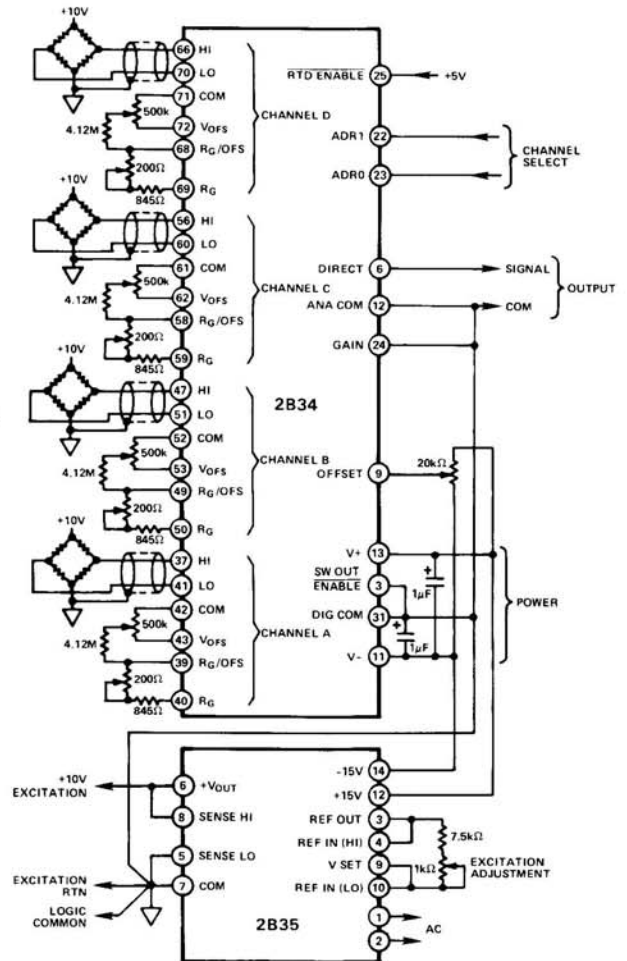 +10V
66 HI
70 LO
71 COM
500k
4.12M
72 VOFS
68 RG/OFS
200Ω
69 RG
845Ω
CHANNEL D
+10V
56 HI
60 LO
61 COM
500k
4.12M
62 VOFS
58 RG/OFS
200Ω
59 RG
845Ω
CHANNEL C
+10V
47 HI
51 LO
52 COM
500k
4.12M
53 VOFS
49 RG/OFS
200Ω
50 RG
845Ω
CHANNEL B
+10V
37 HI
41 LO
42 COM
500k
4.12M
43 VOFS
39 RG/OFS
200Ω
40 RG
845Ω
CHANNEL A
2B34
RTD ENABLE 25 +5V
ADR1 22
ADR0 23
CHANNEL
SELECT
DIRECT 6 SIGNAL
ANA COM 12 COM
OUTPUT
GAIN 24
OFFSET 9 20kΩ
V+ 13
SW OUT
ENABLE 3
1µF
DIG COM 31
1µF
V- 11
POWER
+10V
EXCITATION
6 +VOUT
8 SENSE HI
5 SENSE LO
EXCITATION
RTN
7 COM
LOGIC
COMMON
2B35
-15V 14
+15V 12
REF OUT 3
REF IN (HI) 4
7.5kΩ
V SET 9
1kΩ
EXCITATION
ADJUSTMENT
REF IN (LO) 10
1
2
AC